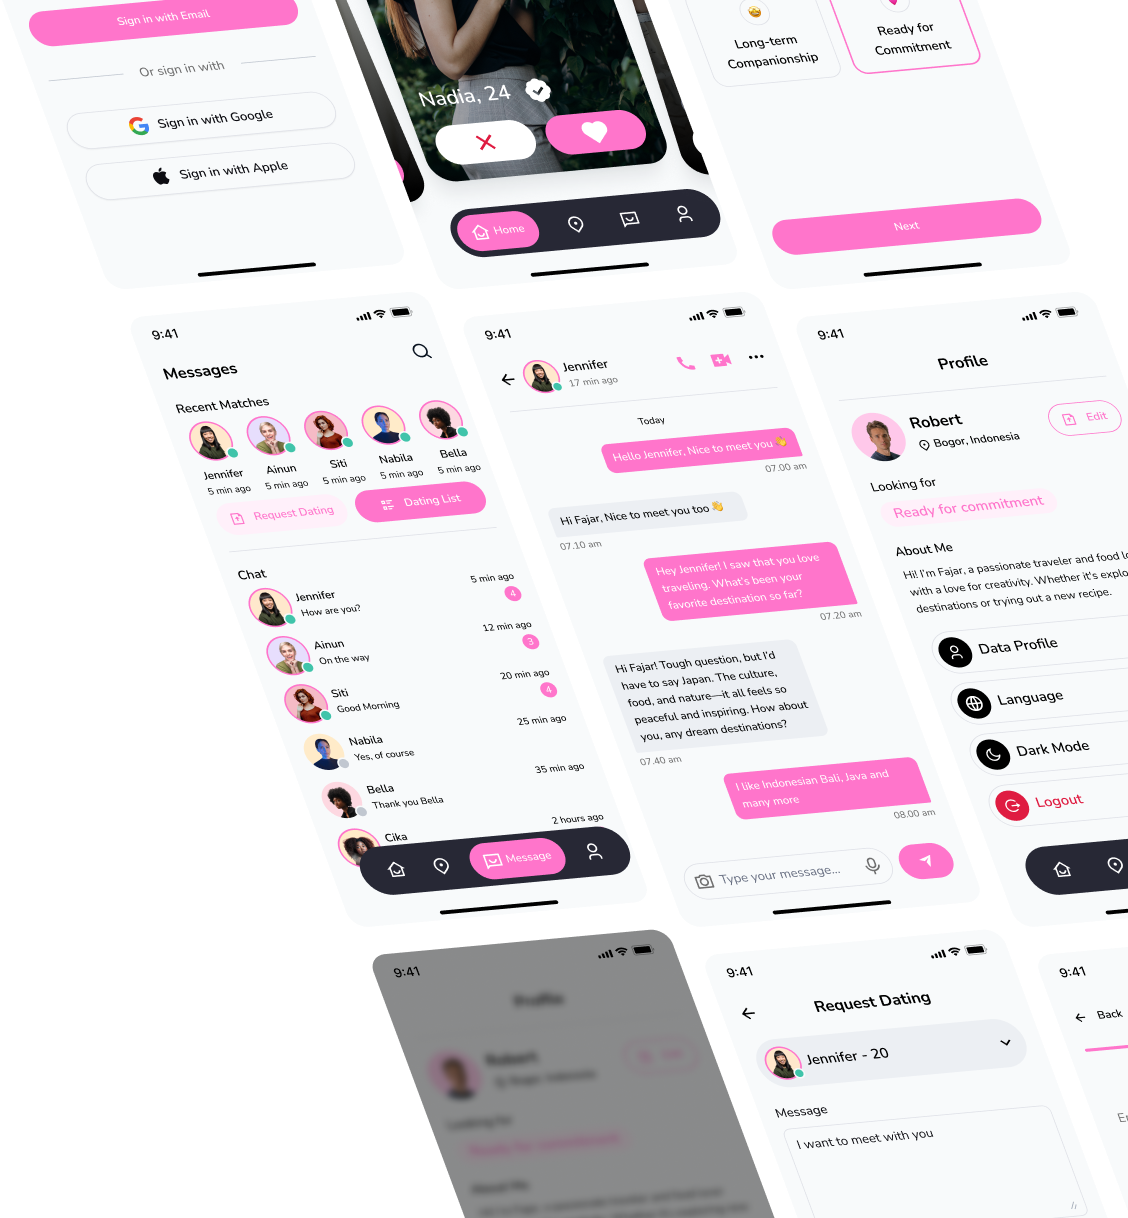 Sign in with Email
Or sign in with
Sign in with Google
Sign in with Apple
Nadia, 24
Home
Long-term
Companionship
Ready for
Commitment
Next
9:41
Messages
Recent Matches
Jennifer
5 min ago
Ainun
5 min ago
Siti
5 min ago
Nabila
5 min ago
Bella
5 min ago
Request Dating
Dating List
Chat
Jennifer
How are you?
5 min ago
4
Ainun
On the way
12 min ago
3
Siti
Good Morning
20 min ago
4
Nabila
Yes, of course
25 min ago
Bella
Thank you Bella
35 min ago
Cika
2 hours ago
Message
9:41
Jennifer
17 min ago
Today
Hello Jennifer, Nice to meet you 👋
07.00 am
Hi Fajar, Nice to meet you too 👋
07.10 am
Hey Jennifer! I saw that you love
traveling. What's been your
favorite destination so far?
07.20 am
Hi Fajar! Tough question, but I'd
have to say Japan. The culture,
food, and nature—it all feels so
peaceful and inspiring. How about
you, any dream destinations?
07.40 am
I like Indonesian Bali, Java and
many more
08.00 am
Type your message...
9:41
Profile
Robert
Bogor, Indonesia
Edit
Looking for
Ready for commitment
About Me
Hi! I'm Fajar, a passionate traveler and food lo
with a love for creativity. Whether it's explo
destinations or trying out a new recipe.
Data Profile
Language
Dark Mode
Logout
9:41
Profile
Robert
Bogor, Indonesia
Edit
Looking for
Ready for commitment
About Me
9:41
Request Dating
Jennifer - 20
Message
I want to meet with you
9:41
Back